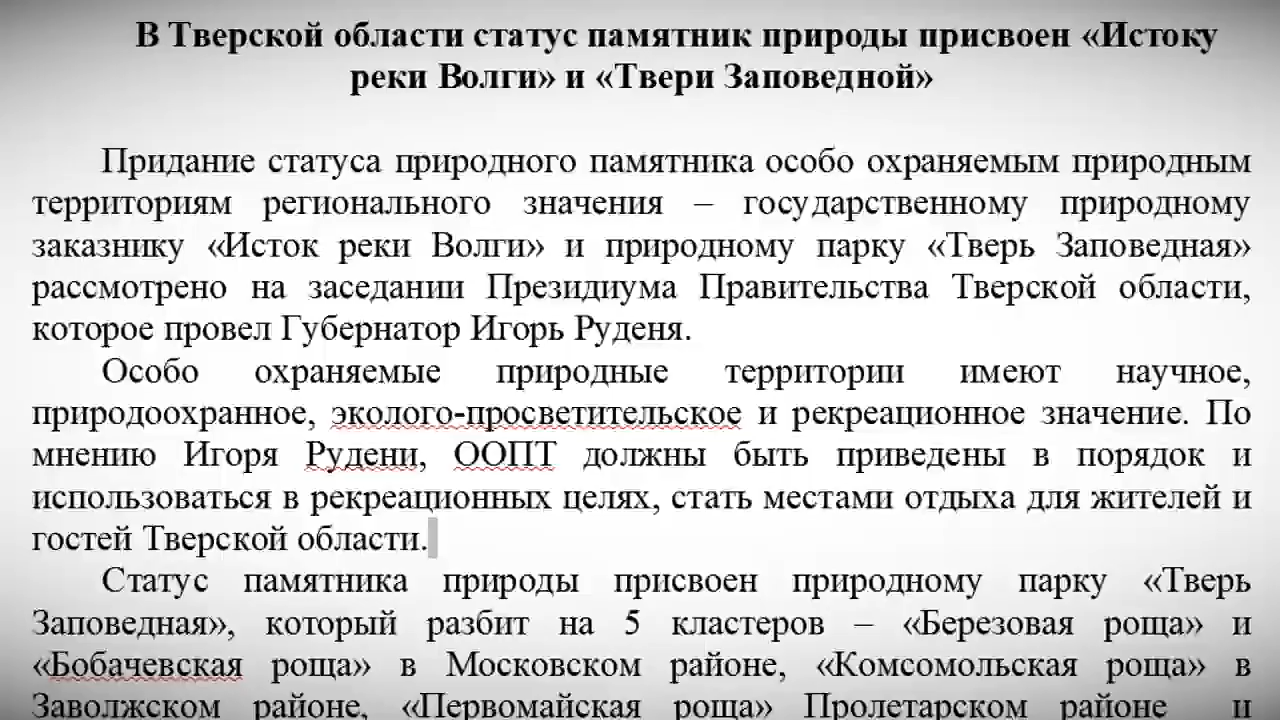 В Тверской области статус памятник природы присвоен «Истоку
реки Волги» и «Твери Заповедной»
Придание статуса природного памятника особо охраняемым природным
территориям регионального значения – государственному природному
заказнику «Исток реки Волги» и природному парку «Тверь Заповедная»
рассмотрено на заседании Президиума Правительства Тверской области,
которое провел Губернатор Игорь Руденя.
Особо охраняемые природные территории имеют научное,
природоохранное, эколого-просветительское и рекреационное значение. По
мнению Игоря Рудени, ООПТ должны быть приведены в порядок и
использоваться в рекреационных целях, стать местами отдыха для жителей и
гостей Тверской области.
Статус памятника природы присвоен природному парку «Тверь
Заповедная», который разбит на 5 кластеров – «Березовая роща» и
«Бобачевская роща» в Московском районе, «Комсомольская роща» в
Заволжском районе, «Первомайская роща» Пролетарском районе и